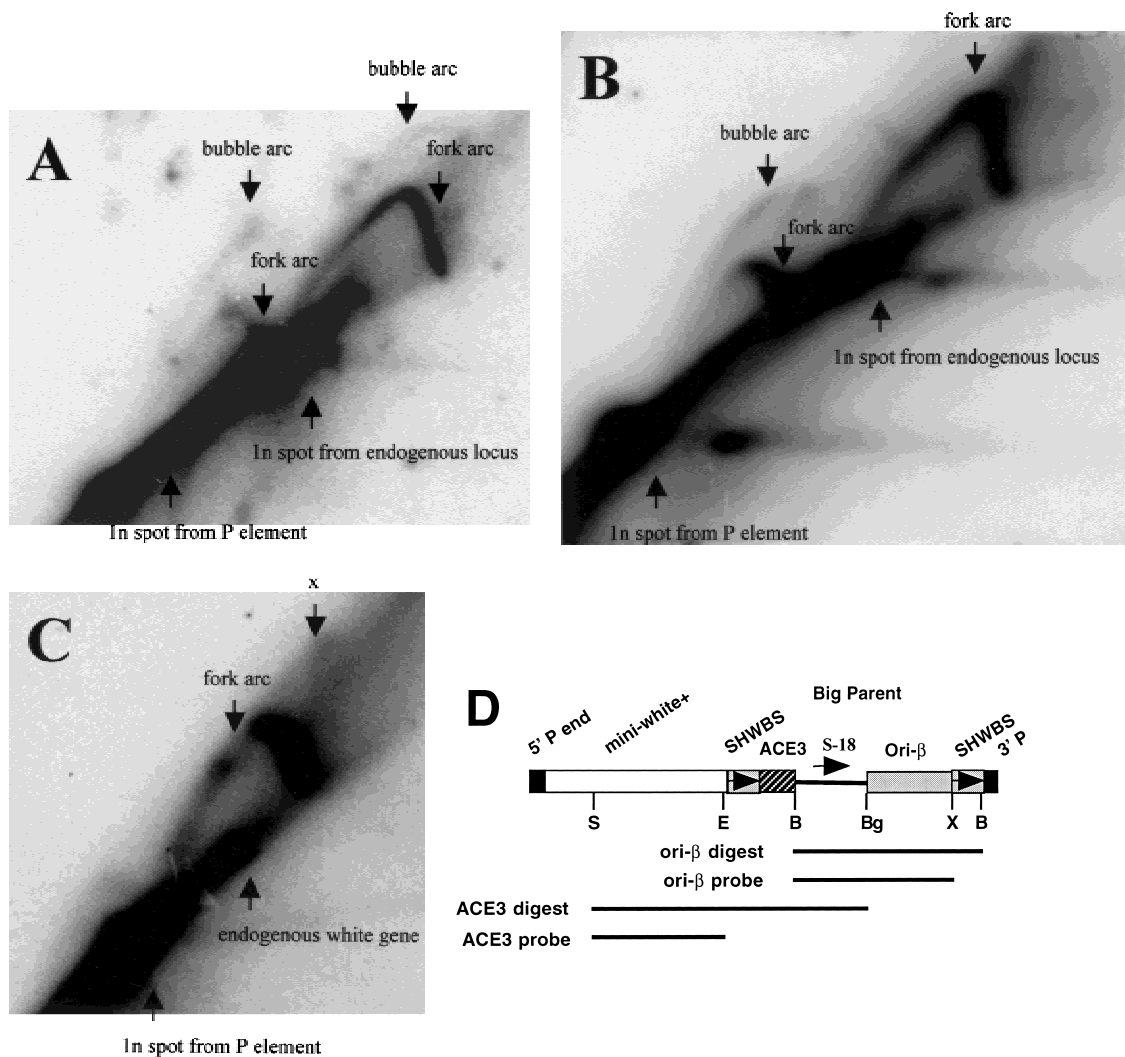 A
bubble arc
bubble arc
fork arc
fork arc
1n spot from endogenous locus
1n spot from P element
B
fork arc
bubble arc
fork arc
1n spot from endogenous locus
1n spot from P element
C
x
fork arc
endogenous white gene
1n spot from P element
D
Big Parent
5' P end
mini-white+
SHWBS
ACE3
S-18
Ori-β
SHWBS
3' P
S E B Bg X B
ori-β digest
ori-β probe
ACE3 digest
ACE3 probe